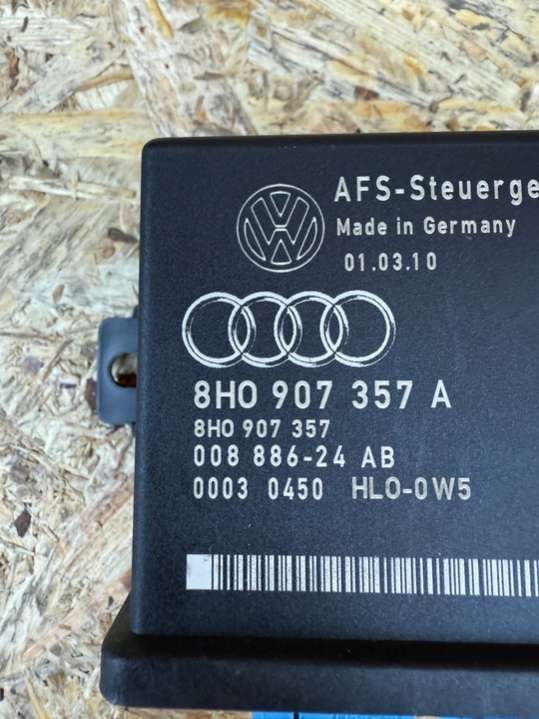 AFS-Steuerge
Made in Germany
01.03.10
8H0 907 357 A
8H0 907 357
008 886-24 AB
0003 0450 HLO-0W5